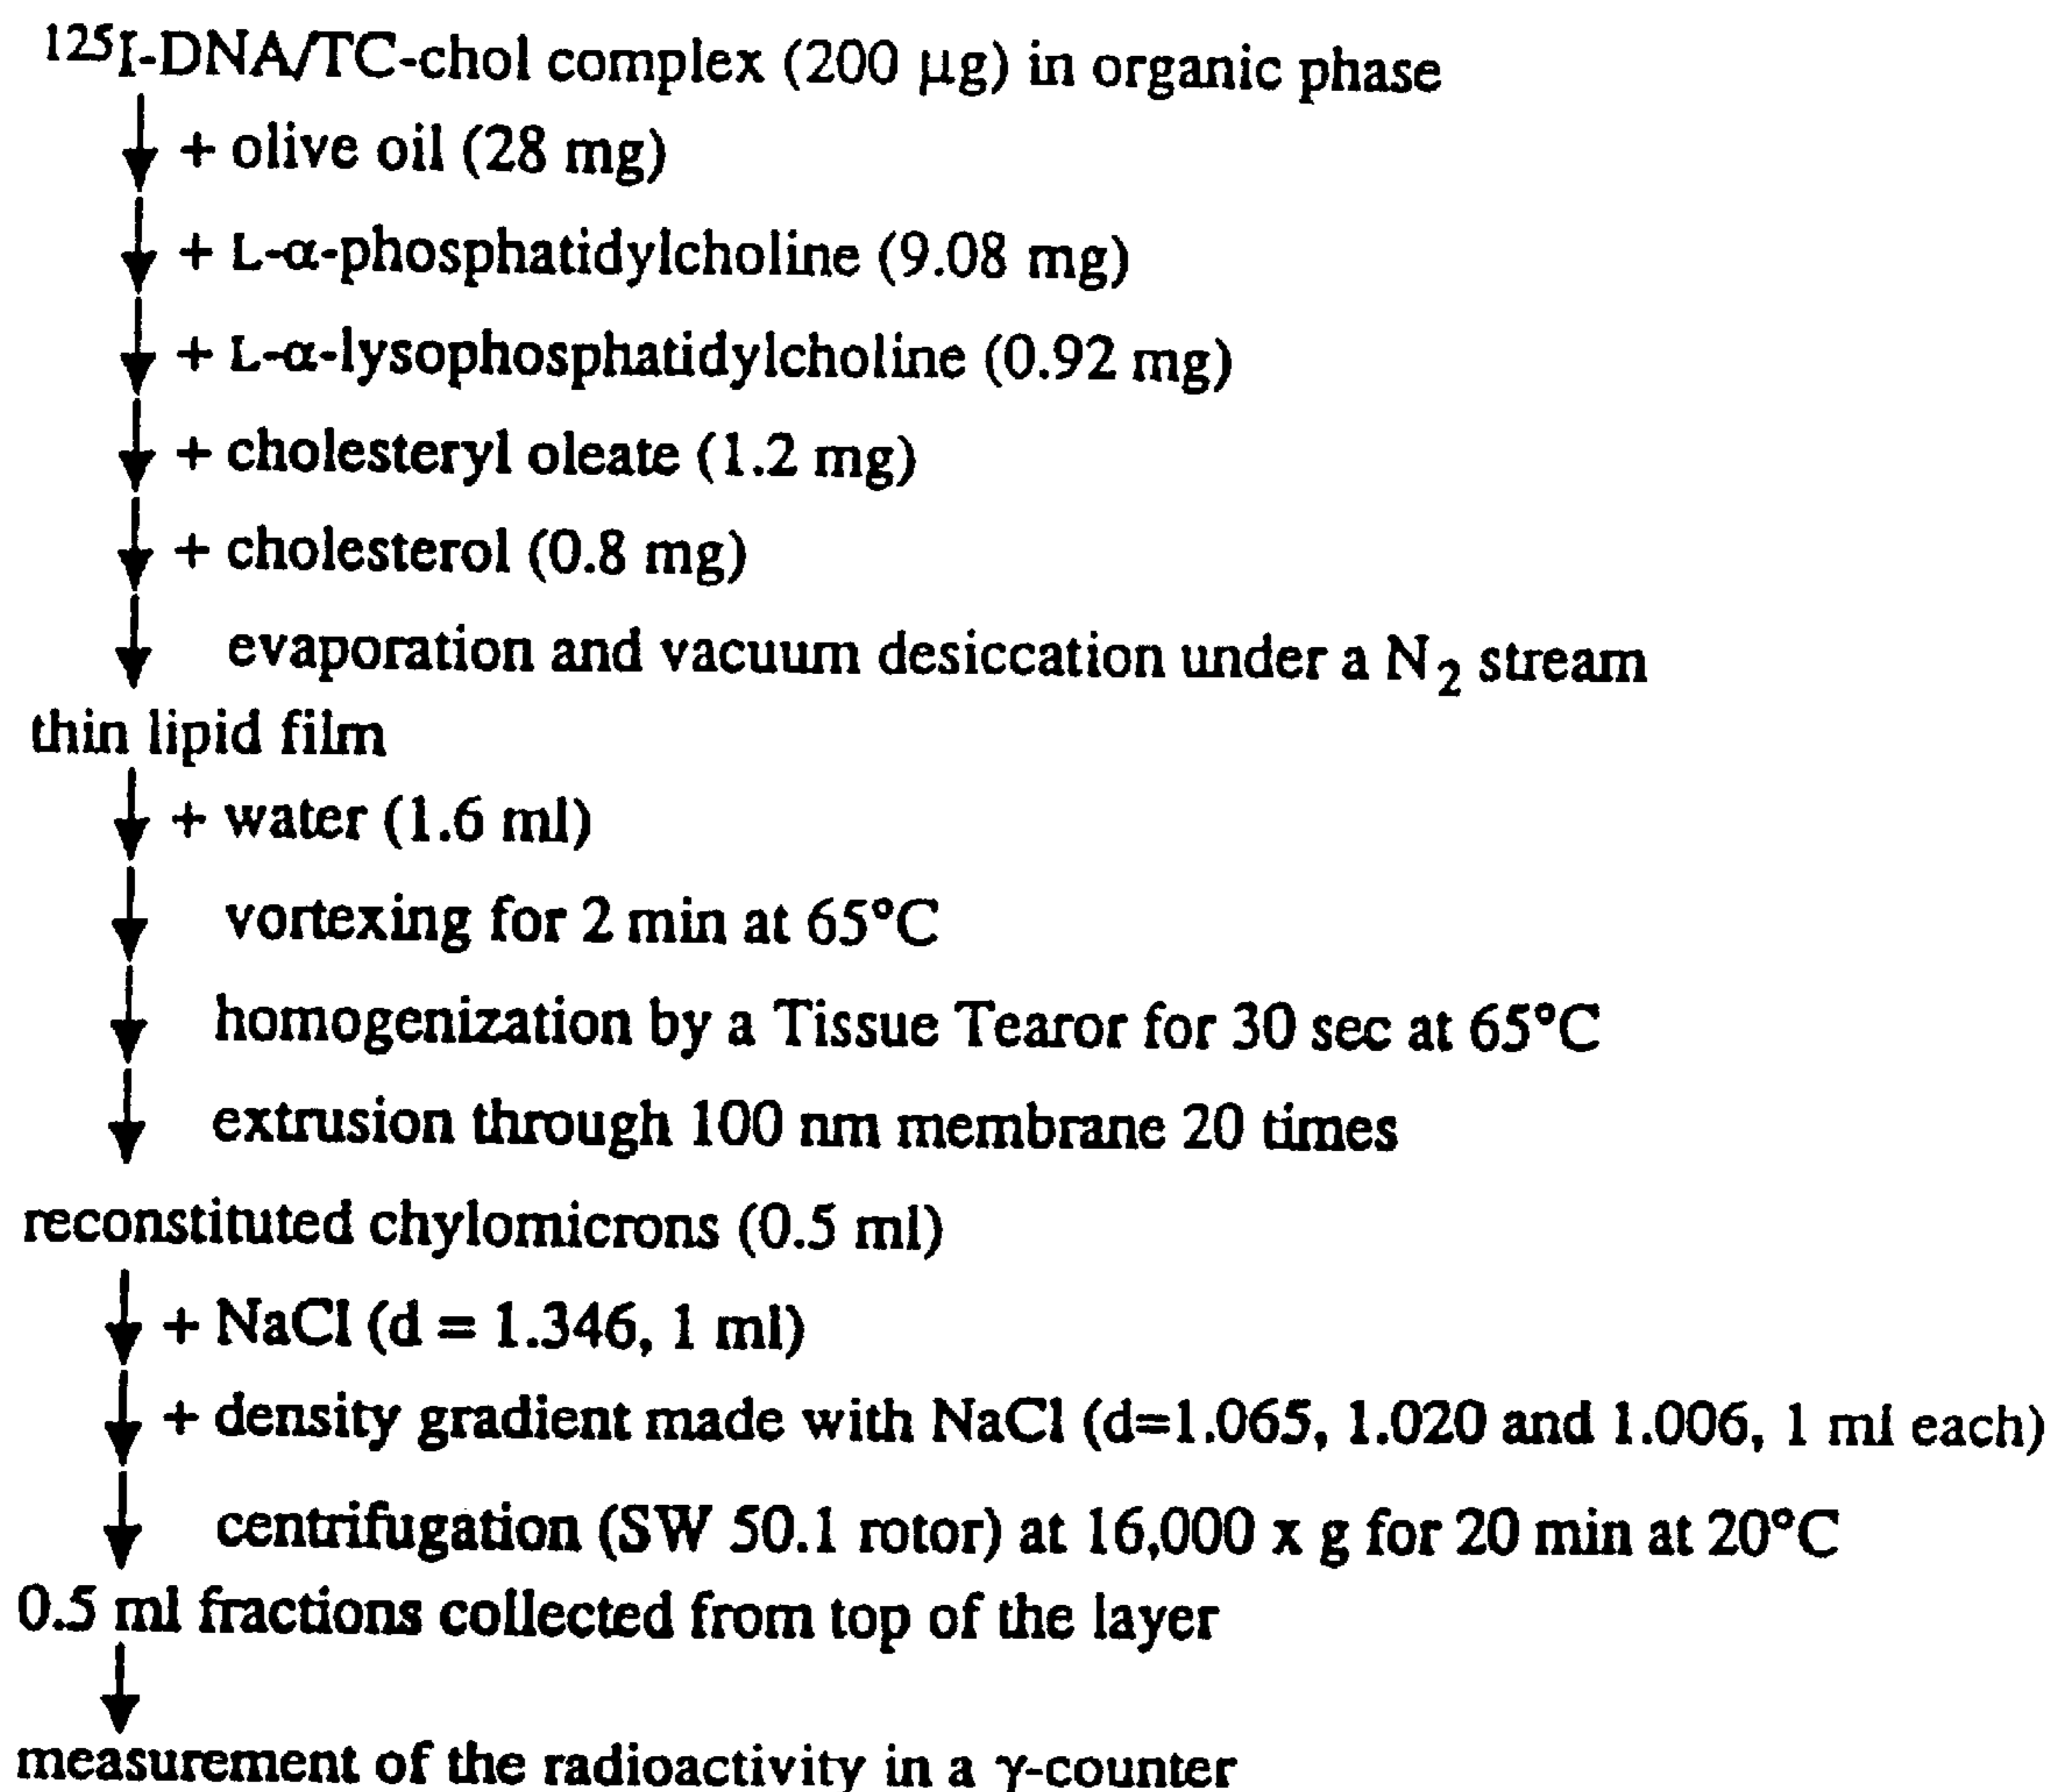 125I-DNA/TC-chol complex (200 µg) in organic phase
+ olive oil (28 mg)
+ L-α-phosphatidylcholine (9.08 mg)
+ L-α-lysophosphatidylcholine (0.92 mg)
+ cholesteryl oleate (1.2 mg)
+ cholesterol (0.8 mg)
evaporation and vacuum desiccation under a N2 stream
thin lipid film
+ water (1.6 ml)
vortexing for 2 min at 65°C
homogenization by a Tissue Tearor for 30 sec at 65°C
extrusion through 100 nm membrane 20 times
reconstituted chylomicrons (0.5 ml)
+ NaCl (d = 1.346, 1 ml)
+ density gradient made with NaCl (d=1.065, 1.020 and 1.006, 1 ml each)
centrifugation (SW 50.1 rotor) at 16,000 x g for 20 min at 20°C
0.5 ml fractions collected from top of the layer
measurement of the radioactivity in a γ-counter